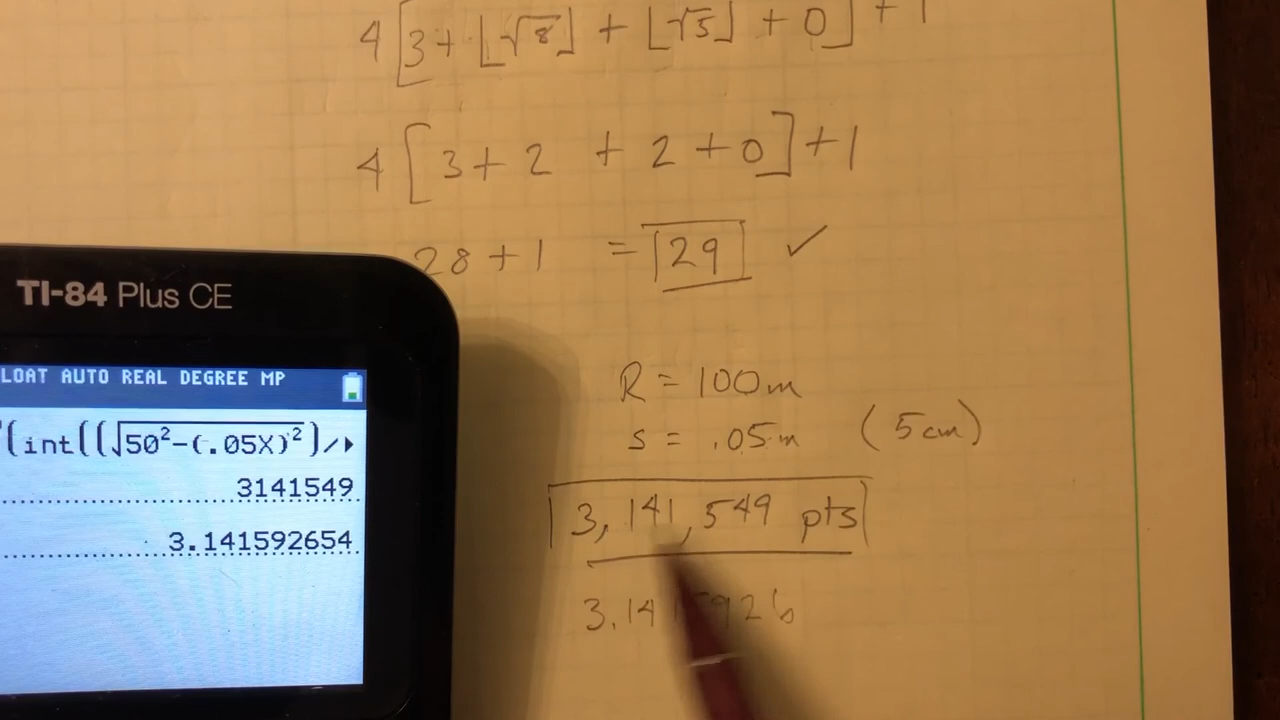 4[3+⌊√8⌋ + ⌊√5⌋ + 0] + 1
4[3+2 + 2+0]+1
28+1 = 29 ✓
TI-84 Plus CE
LOAT AUTO REAL DEGREE MP
(int((√50²-(.05X)²)/
3141549
3.141592654
R = 100m
s = .05m (5cm)
3,141,549 pts